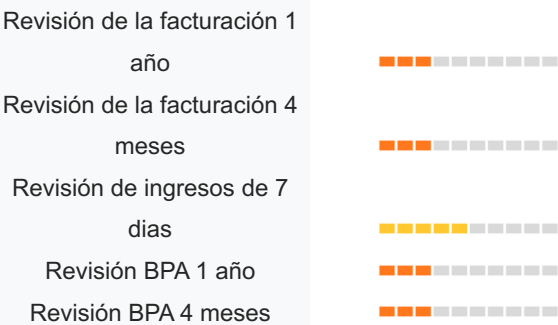 Revisión de la facturación 1
año
Revisión de la facturación 4
meses
Revisión de ingresos de 7
dias
Revisión BPA 1 año
Revisión BPA 4 meses